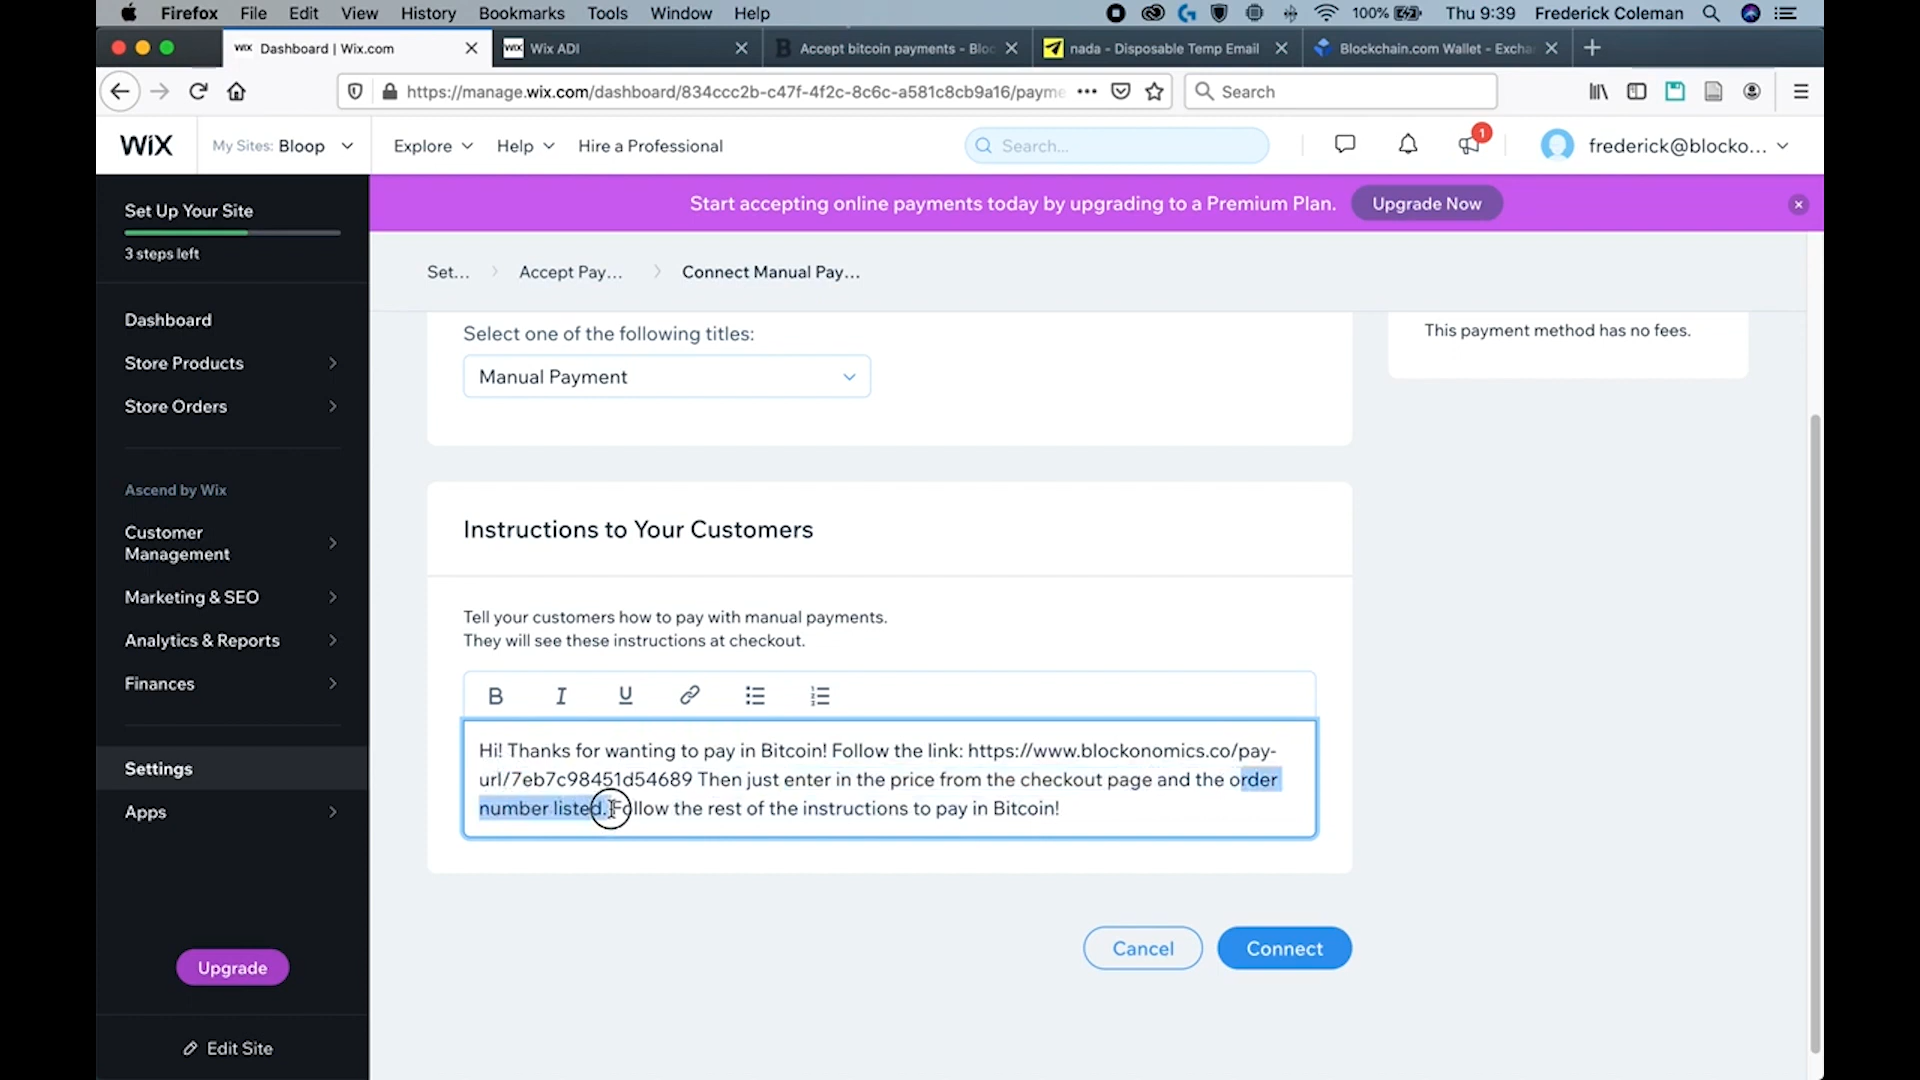 Firefox File Edit View History Bookmarks Tools Window Help 100% Thu 9:39 Frederick Coleman
WiX Dashboard | Wix.com WiX Wix ADI Accept bitcoin payments - Bloc nada - Disposable Temp Email Blockchain.com Wallet - Excha
https://manage.wix.com/dashboard/834ccc2b-c47f-4f2c-8c6c-a581c8cb9a16/payme Search
WiX My Sites: Bloop Explore Help Hire a Professional Search... 1 frederick@blocko...
Start accepting online payments today by upgrading to a Premium Plan. Upgrade Now
Set Up Your Site
3 steps left
Dashboard
Store Products
Store Orders
Ascend by Wix
Customer
Management
Marketing & SEO
Analytics & Reports
Finances
Settings
Apps
Upgrade
Edit Site
Set... Accept Pay... Connect Manual Pay...
Select one of the following titles:
Manual Payment
This payment method has no fees.
Instructions to Your Customers
Tell your customers how to pay with manual payments.
They will see these instructions at checkout.
B I U
Hi! Thanks for wanting to pay in Bitcoin! Follow the link: https://www.blockonomics.co/pay-
url/7eb7c98451d54689 Then just enter in the price from the checkout page and the order
number listed. Follow the rest of the instructions to pay in Bitcoin!
Cancel Connect